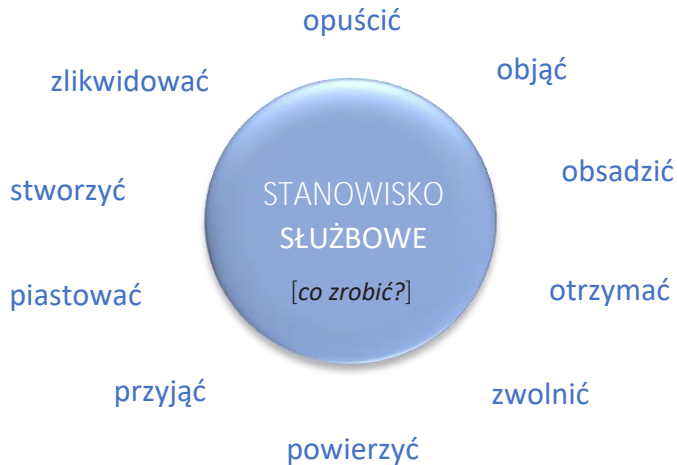 opuścić
objąć
zlikwidować
obsadzić
stworzyć
STANOWISKO
SŁUŻBOWE
[co zrobić?]
piastować
otrzymać
przyjąć
zwolnić
powierzyć